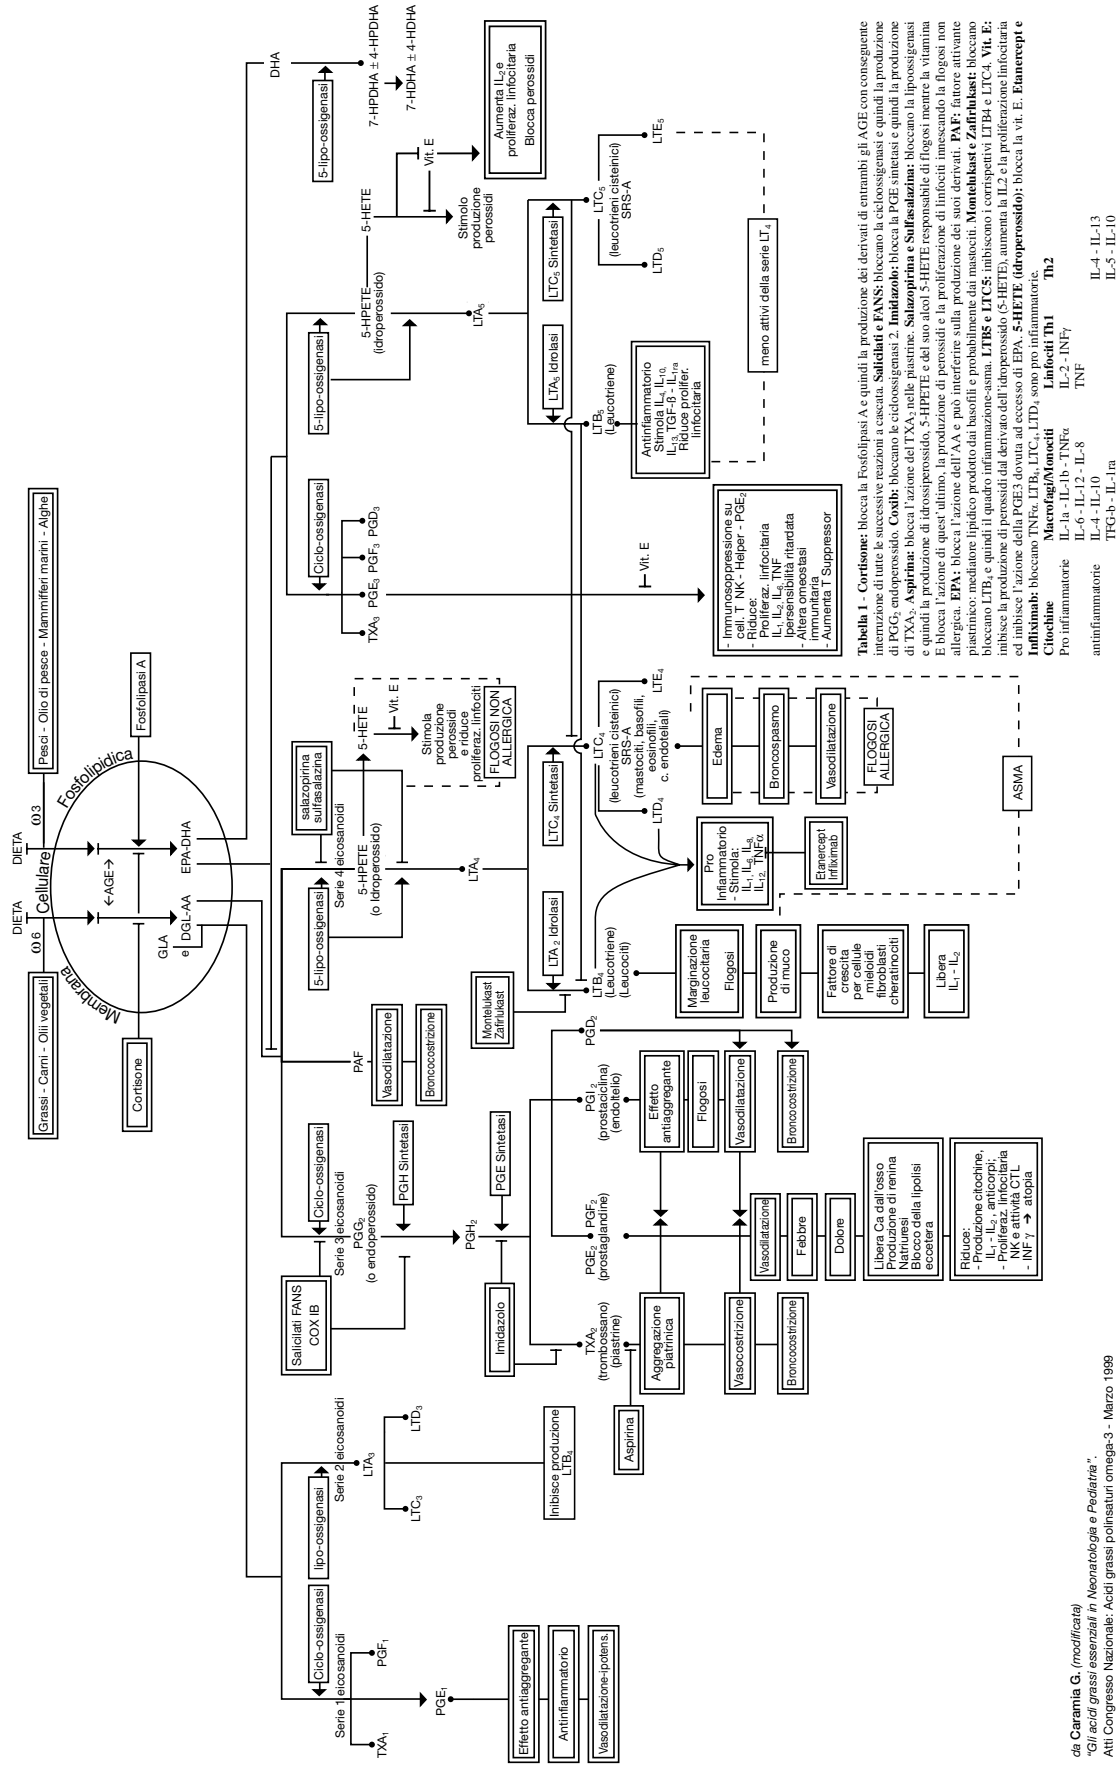 DIETA
DIETA
ω6
ω3
Grassi - Carni - Olii vegetali
Pesci - Olio di pesce - Mammifferi marini - Alghe
Membrana
Cellulare
Fosfolipidica
←AGE→
Cortisone
Fosfolipasi A
GLA
e DGL-AA
EPA-DHA
Ciclo-ossigenasi
lipo-ossigenasi
Serie 1 eicosanoidi
Serie 2 eicosanoidi
TXA1
PGF1
PGE1
Effetto antiaggregante
Antinfiammatorio
Vasodilatazione-ipotens.
LTA3
LTC3
LTD3
Inibisce produzione
LTB4
Salicilati FANS
COX IB
Ciclo-ossigenasi
Serie 3 eicosanoidi
PGG2
(o endoperossido)
PGH Sintetasi
PGH2
Imidazolo
PGE Sintetasi
TXA2
(trombossano)
(piastrine)
PGE2
PGF2
(prostaglandine)
PGI2
(prostaciclina)
(endoltelio)
PGD2
Aspirina
Aggregazione
piatrinica
Vasocostrizione
Broncocostrizione
Vasodilatazione
Febbre
Dolore
Libera Ca dall'osso
Produzione di renina
Natriuresi
Blocco della lipolisi
eccetera
Riduce:
- Produzione citochine,
IL1 - IL2, anticorpi;
- Proliferaz. linfocitaria
NK e attività CTL
- INF γ → atopia
Effetto
antiaggregante
Flogosi
Vasodilatazione
Broncocostrizione
PAF
Vasodilatazione
Broncocostrizione
5-lipo-ossigenasi
Serie 4 eicosanoidi
salazopirina
sulfasalazina
5-HPETE
(o Idroperossido)
5-HETE
Vit. E
Stimola
produzione
perossidi
e riduce
proliferaz. linfociti
FLOGOSI NON
ALLERGICA
LTA4
Montelukast
Zafirlukast
LTA2 Idrolasi
LTC4 Sintetasi
LTB4
(Leucotriene)
(Leucociti)
LTC4
(leucotrieni cisteinici)
SRS-A
(mastociti, basofili,
eosinofili,
c. endoteliali)
LTD4
LTE4
Marginazione
leucocitaria
Flogosi
Produzione
di muco
Fattore di
crescita
per cellule
mieloidi
fibroblasti
cheratinociti
Libera
IL1 - IL2
Pro
Infiammatorio
- Stimola:
IL1, IL6, IL8,
IL12, TNFα
Etanercept
Infliximab
Edema
Broncospasmo
Vasodilatazione
FLOGOSI
ALLERGICA
ASMA
Ciclo-ossigenasi
TXA3
PGE3
PGF3
PGD3
Vit. E
- Immunosoppressione su
cell. T NK - Helper - PGE2
- Riduce:
Proliferaz. linfocitaria
IL1, IL2, IL6, TNF
Ipersensibilità ritardata
- Altera omeostasi
immunitaria
- Aumenta T Suppressor
5-lipo-ossigenasi
5-HPETE
(idroperossido)
5-HETE
Vit. E
Stimolo
produzione
perossidi
Aumenta IL2 e
proliferaz. linfocitaria
Blocca perossidi
LTA5
LTA5 Idrolasi
LTC5 Sintetasi
LTB5
(Leucotriene)
LTC5
(leucotrieni cisteinici)
SRS-A
LTD5
LTE5
Antinfiammatorio
Stimola IL4, IL10,
IL13, TGF-ß - IL1ra
Riduce prolifer.
linfocitaria
meno attivi della serie LT4
DHA
5-lipo-ossigenasi
7-HPDHA ± 4-HPDHA
7-HDHA ± 4-HDHA
Tabella 1 - Cortisone: blocca la Fosfolipasi A e quindi la produzione dei derivati di entrambi gli AGE con conseguente
interruzione di tutte le successive reazioni a cascata. Salicilati e FANS: bloccano la cicloossigenasi e quindi la produzione
di PGG2 endoperossido. Coxib: bloccano le cicloossigenasi 2. Imidazolo: blocca la PGE sintetasi e quindi la produzione
di TXA2. Aspirina: blocca l'azione del TXA2 nelle piastrine. Salazopirina e Sulfasalazina: bloccano la lipoossigenasi
e quindi la produzione di idrossiperossido, 5-HPETE e del suo alcol 5-HETE responsabile di flogosi mentre la vitamina
E blocca l'azione di quest'ultimo, la produzione di perossidi e la proliferazione di linfociti innescando la flogosi non
allergica. EPA: blocca l'azione dell'AA e può interferire sulla produzione dei suoi derivati. PAF: fattore attivante
piastrinico: mediatore lipidico prodotto dai basofili e probabilmente dai mastociti. Montelukast e Zafirlukast: bloccano
bloccano LTB4 e quindi il quadro infiammazione-asma. LTB5 e LTC5: inibiscono i corrispettivi LTB4 e LTC4. Vit. E:
inibisce la produzione di perossidi dal derivato dell'idroperossido (5-HETE), aumenta la IL2 e la proliferazione linfocitaria
ed inibisce l'azione della PGE3 dovuta ad eccesso di EPA. 5-HETE (idroperossido); blocca la vit. E. Etanercept e
Infliximab: bloccano TNFα. LTB4, LTC4, LTD4 sono pro infiammatorie.
Citochine Macrofagi/Monociti Linfociti Th1 Th2
Pro infiammatorie IL-1a - IL-1b - TNFα IL-2 - INFγ
IL-6 - IL-12 - IL-8 TNF
antinfiammatorie IL-4 - IL-10 IL-4 - IL-13
TFG-b - IL-1ra IL-5 - IL-10
da Caramia G. (modificata)
"Gli acidi grassi essenziali in Neonatologia e Pediatria".
Atti Congresso Nazionale: Acidi grassi polinsaturi omega-3 - Marzo 1999